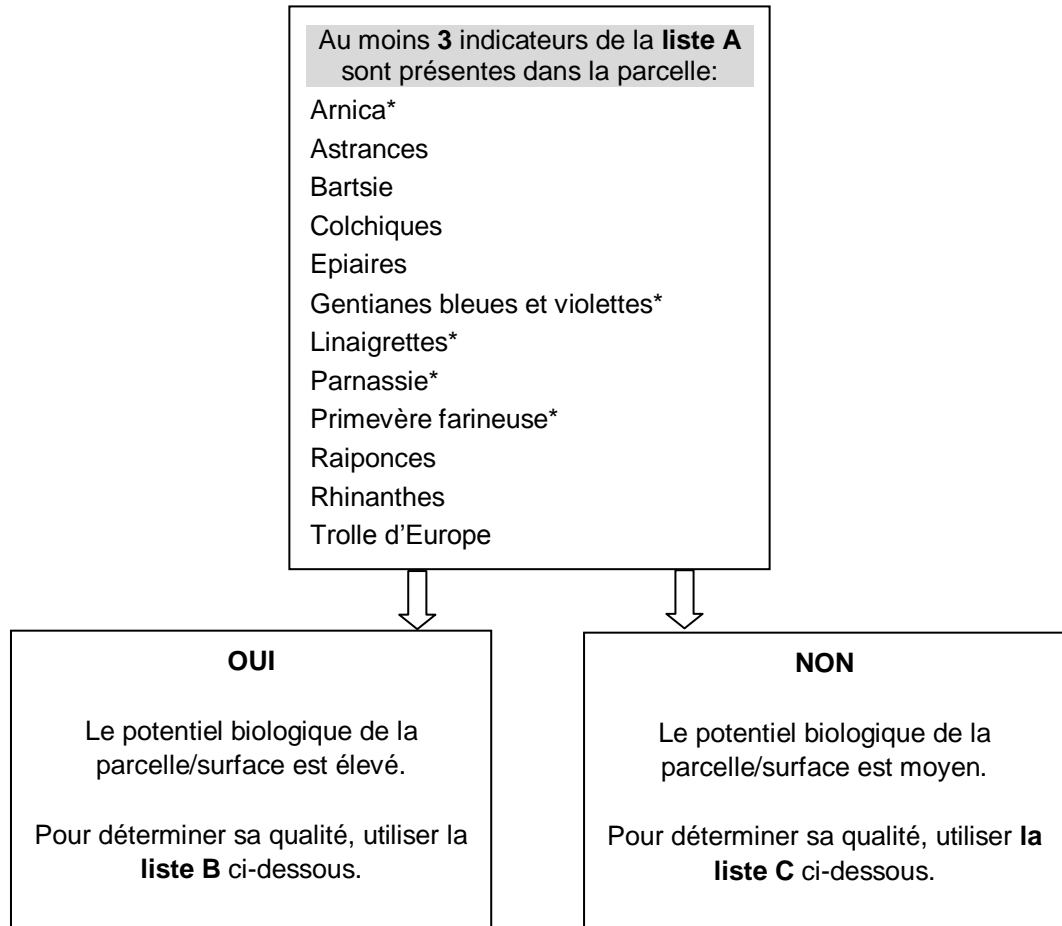 Au moins 3 indicateurs de la liste A
sont présentes dans la parcelle:
Arnica*
Astrances
Bartsie
Colchiques
Epiaires
Gentianes bleues et violettes*
Linaigrettes*
Parnassie*
Primevère farineuse*
Raiponces
Rhinanthes
Trolle d’Europe
OUI
Le potentiel biologique de la
parcelle/surface est élevé.
Pour déterminer sa qualité, utiliser la
liste B ci-dessous.
NON
Le potentiel biologique de la
parcelle/surface est moyen.
Pour déterminer sa qualité, utiliser la
liste C ci-dessous.